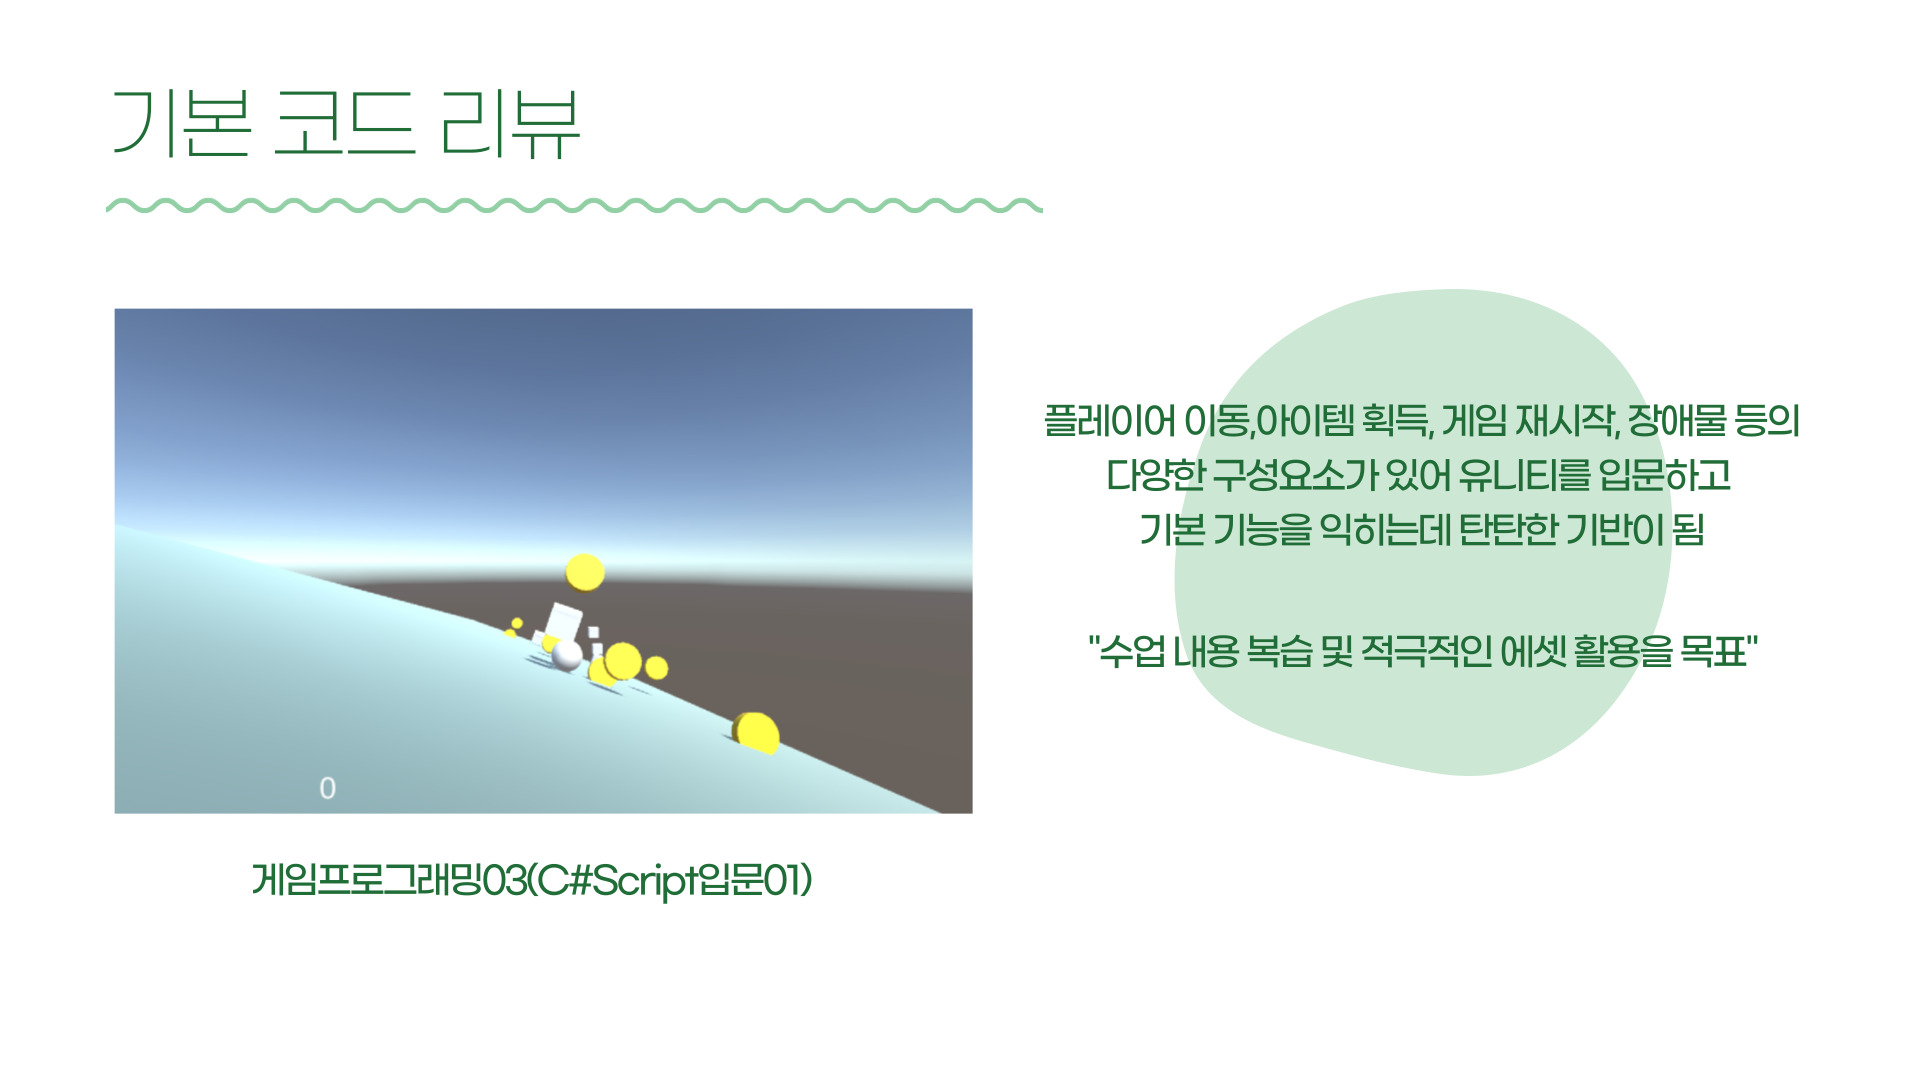 기본 코드 리뷰
플레이어 이동,아이템 획득, 게임 재시작, 장애물 등의
다양한 구성요소가 있어 유니티를 입문하고
기본 기능을 익히는데 탄탄한 기반이 됨
"수업 내용 복습 및 적극적인 에셋 활용을 목표"
0
게임프로그래밍03(C#Script입문01)